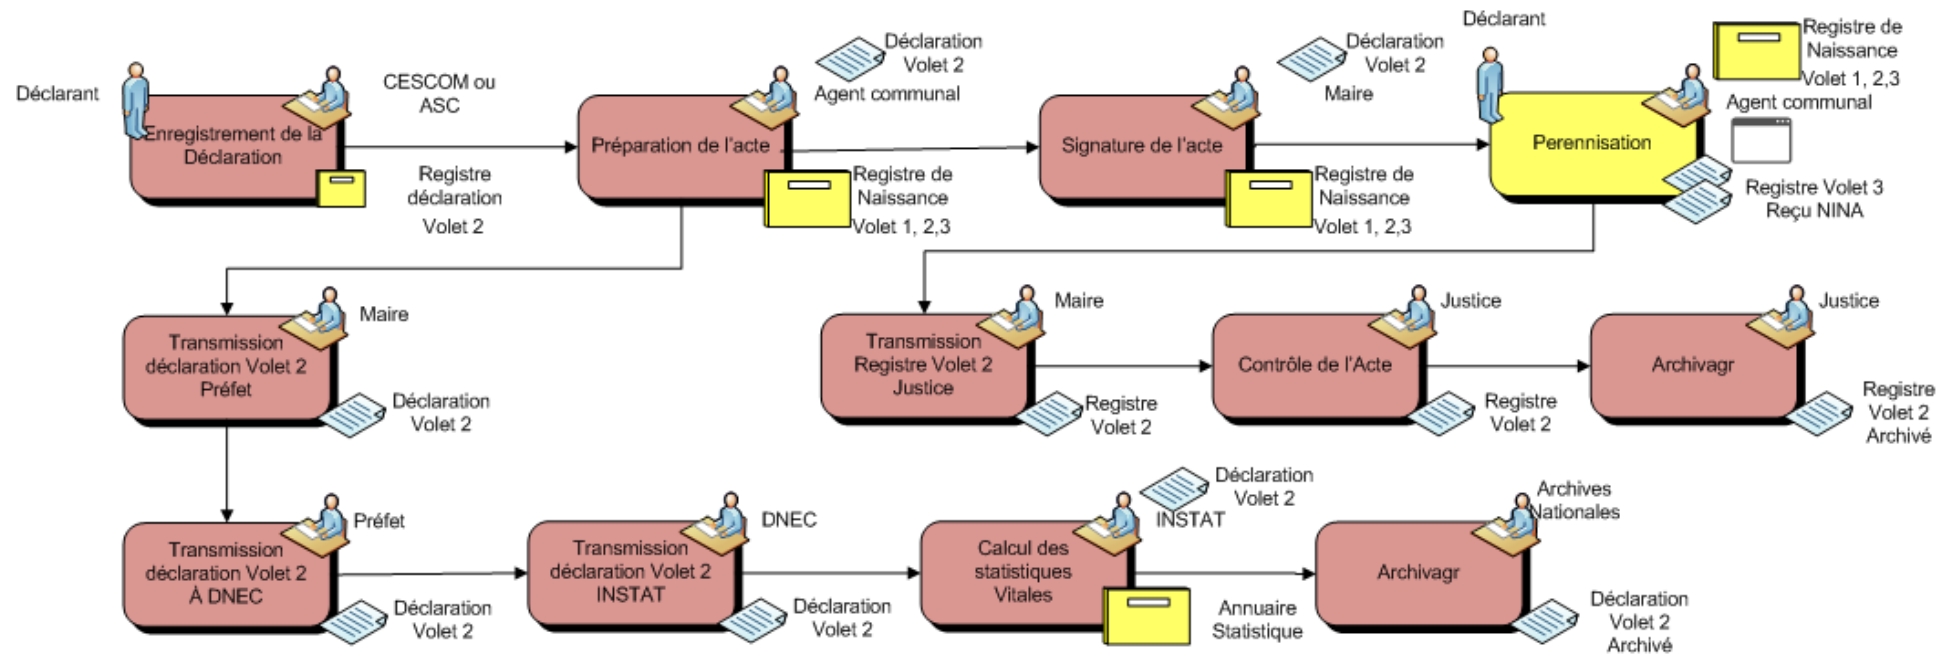 Déclarant
Enregistrement de la
Déclaration
CESCOM ou
ASC
Registre
déclaration
Volet 2
Déclaration
Volet 2
Agent communal
Préparation de l'acte
Registre de
Naissance
Volet 1, 2,3
Déclaration
Volet 2
Maire
Signature de l'acte
Registre de
Naissance
Volet 1, 2,3
Déclarant
Registre de
Naissance
Volet 1, 2,3
Agent communal
Perennisation
Registre Volet 3
Reçu NINA
Maire
Transmission
déclaration Volet 2
Préfet
Déclaration
Volet 2
Maire
Transmission
Registre Volet 2
Justice
Registre
Volet 2
Justice
Contrôle de l'Acte
Registre
Volet 2
Justice
Archivagr
Registre
Volet 2
Archivé
Préfet
Transmission
déclaration Volet 2
À DNEC
Déclaration
Volet 2
DNEC
Transmission
déclaration Volet 2
INSTAT
Déclaration
Volet 2
Déclaration
Volet 2
INSTAT
Calcul des
statistiques
Vitales
Annuaire
Statistique
Archives
Nationales
Archivagr
Déclaration
Volet 2
Archivé